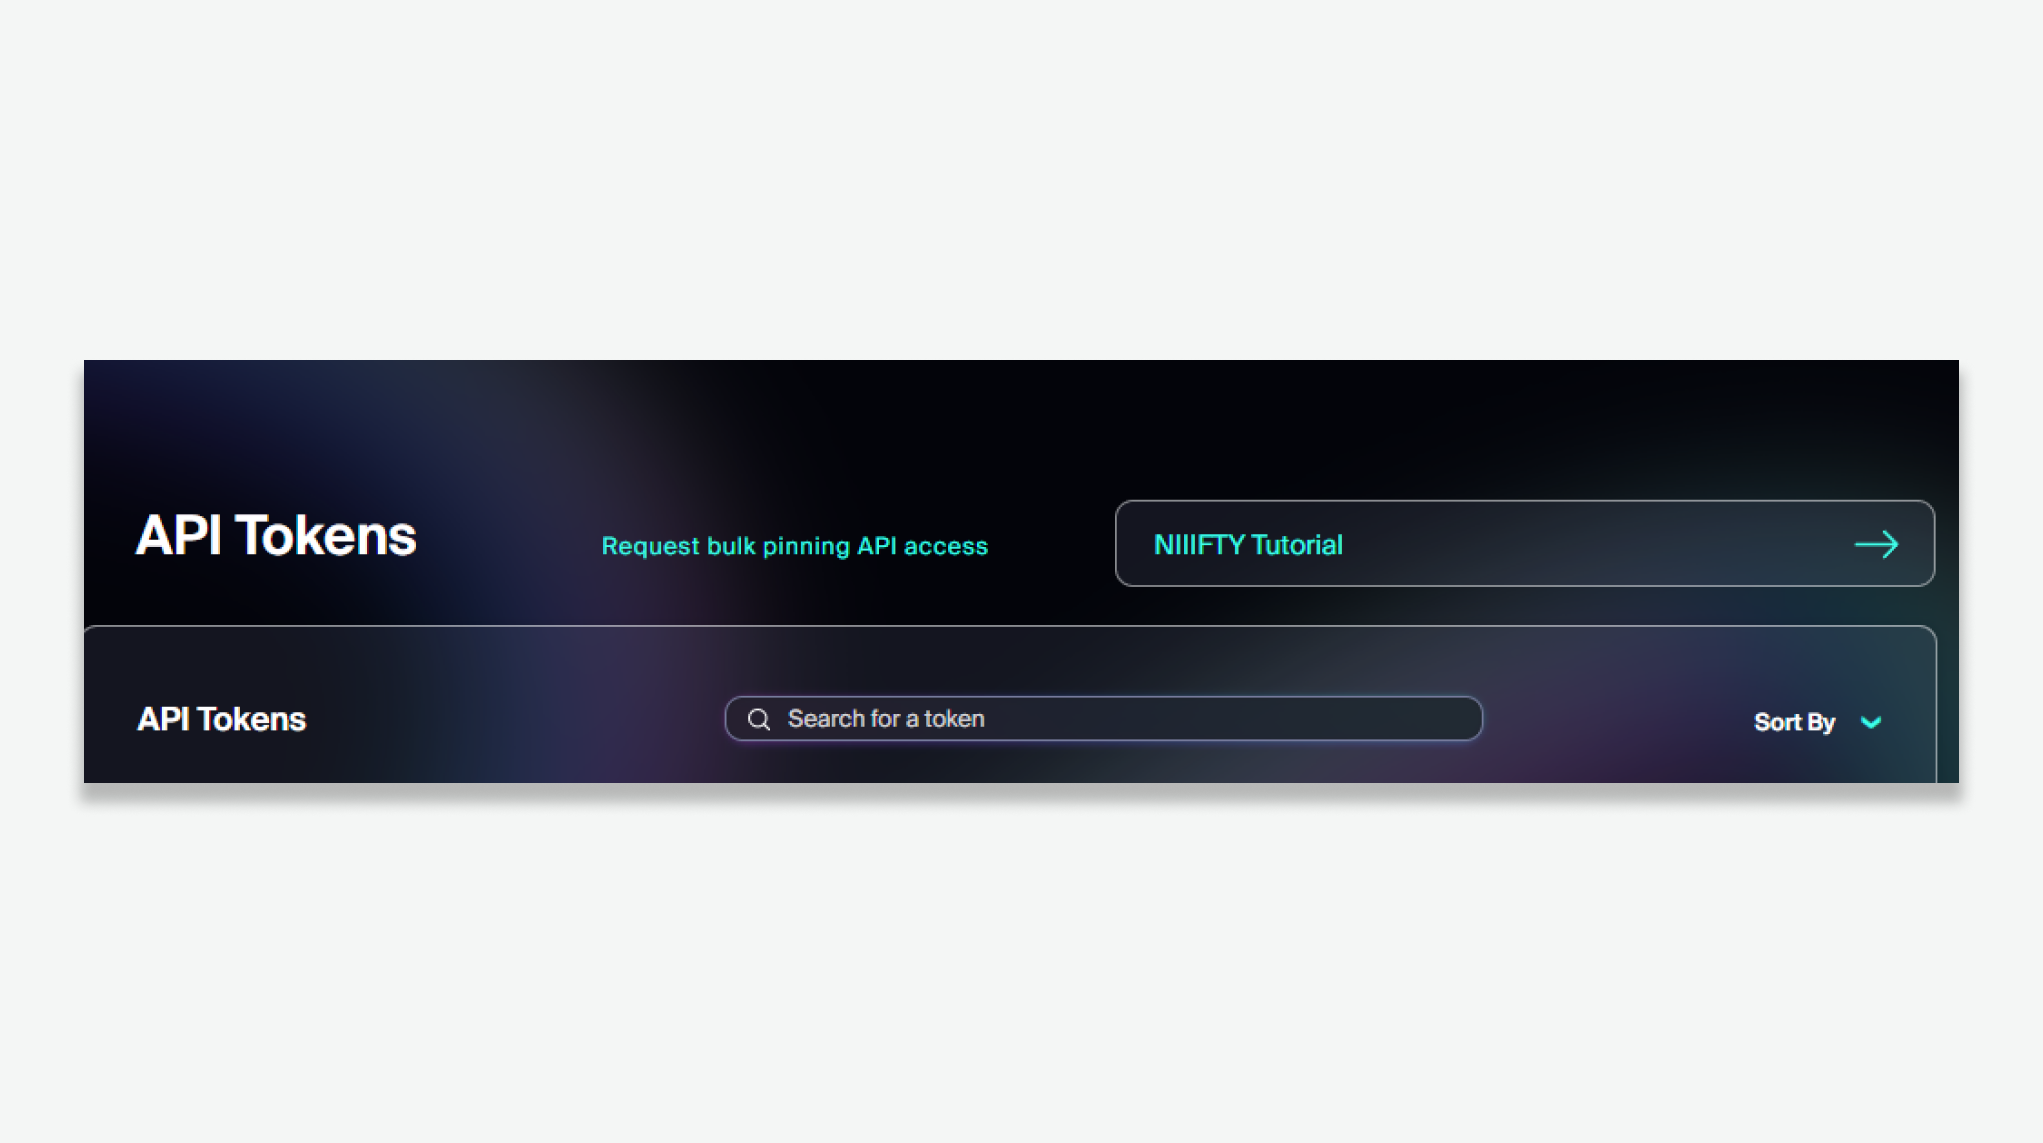 API Tokens
Request bulk pinning API access
NIIIFTY Tutorial
API Tokens
Search for a token
Sort By